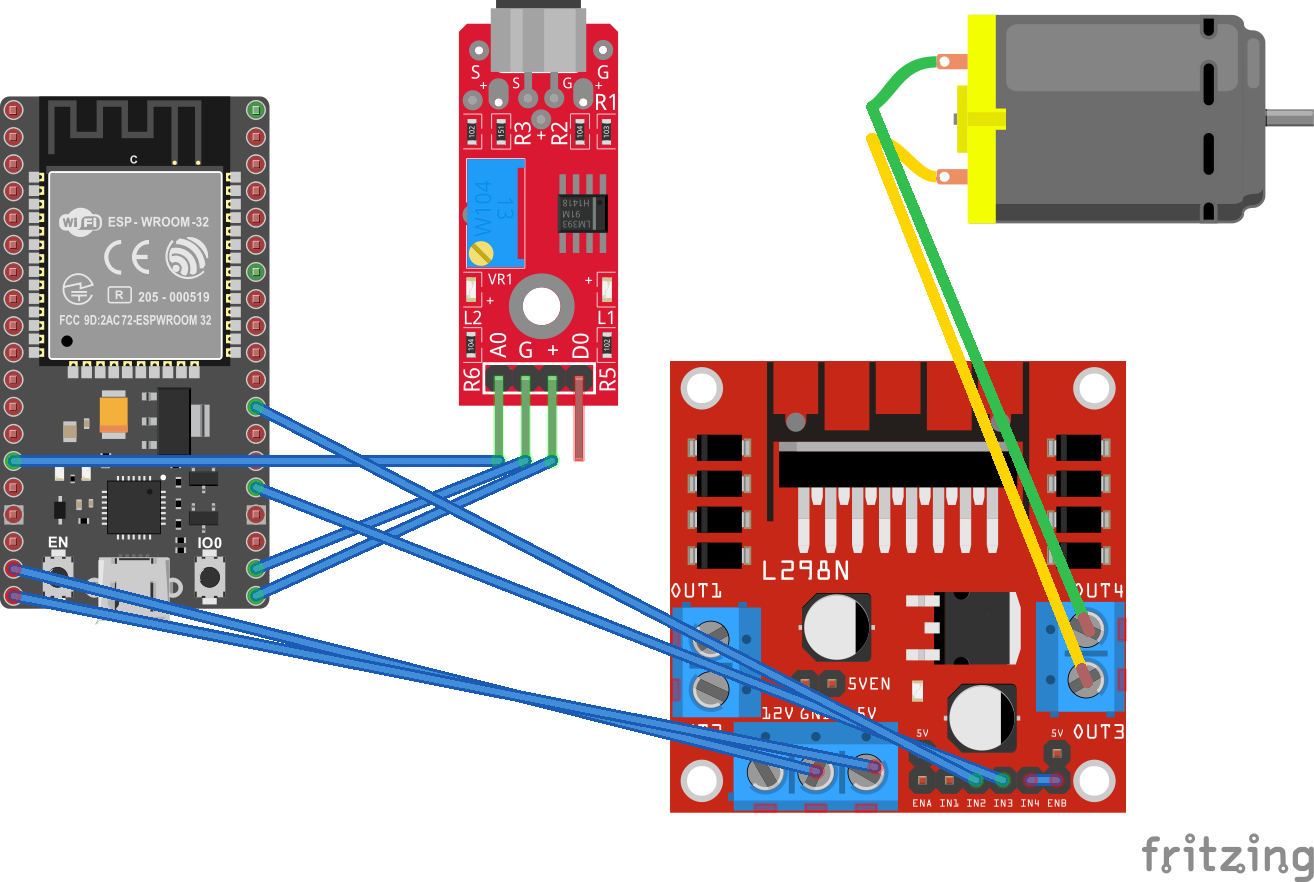 C
Wi Fi
ESP - WROOM -32
CE
R
205 - 000519
FCC 9D:2AC72-ESPWROOM 32
EN
IO0
S
G
+
S
G
+
R1
102
151
R3
+
R2
104
103
W104
13
LM393
91M
H1418
VR1
+
+
L2
L1
104
102
R6
A0
G
+
D0
R5
L298N
OUT1
OUT4
5VEN
12V
5V
OUT3
5V
5V
ENA
IN1
IN2
IN3
IN4
ENB
fritzing